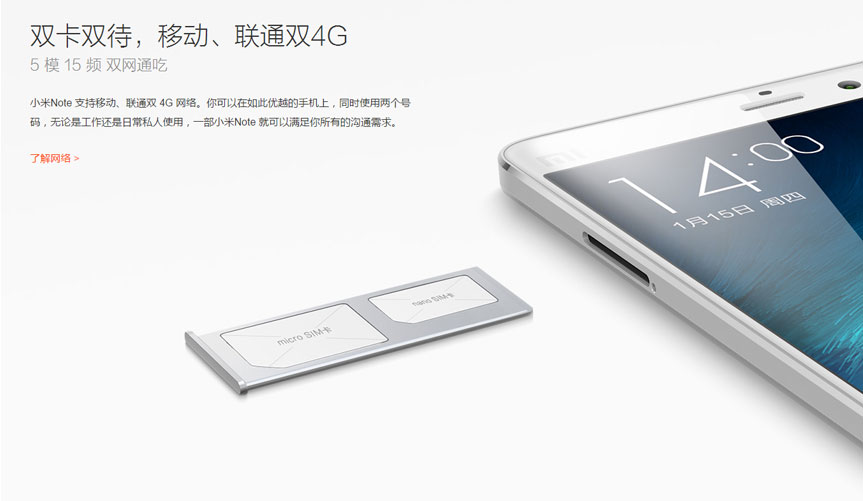 双卡双待，移动、联通双4G
5 模 15 频 双网通吃
小米Note 支持移动、联通双 4G 网络。你可以在如此优越的手机上，同时使用两个号
码，无论是工作还是日常私人使用，一部小米Note 就可以满足你所有的沟通需求。
了解网络 >
mi
14:00
1月15日 周四
nano SIM卡
micro SIM卡